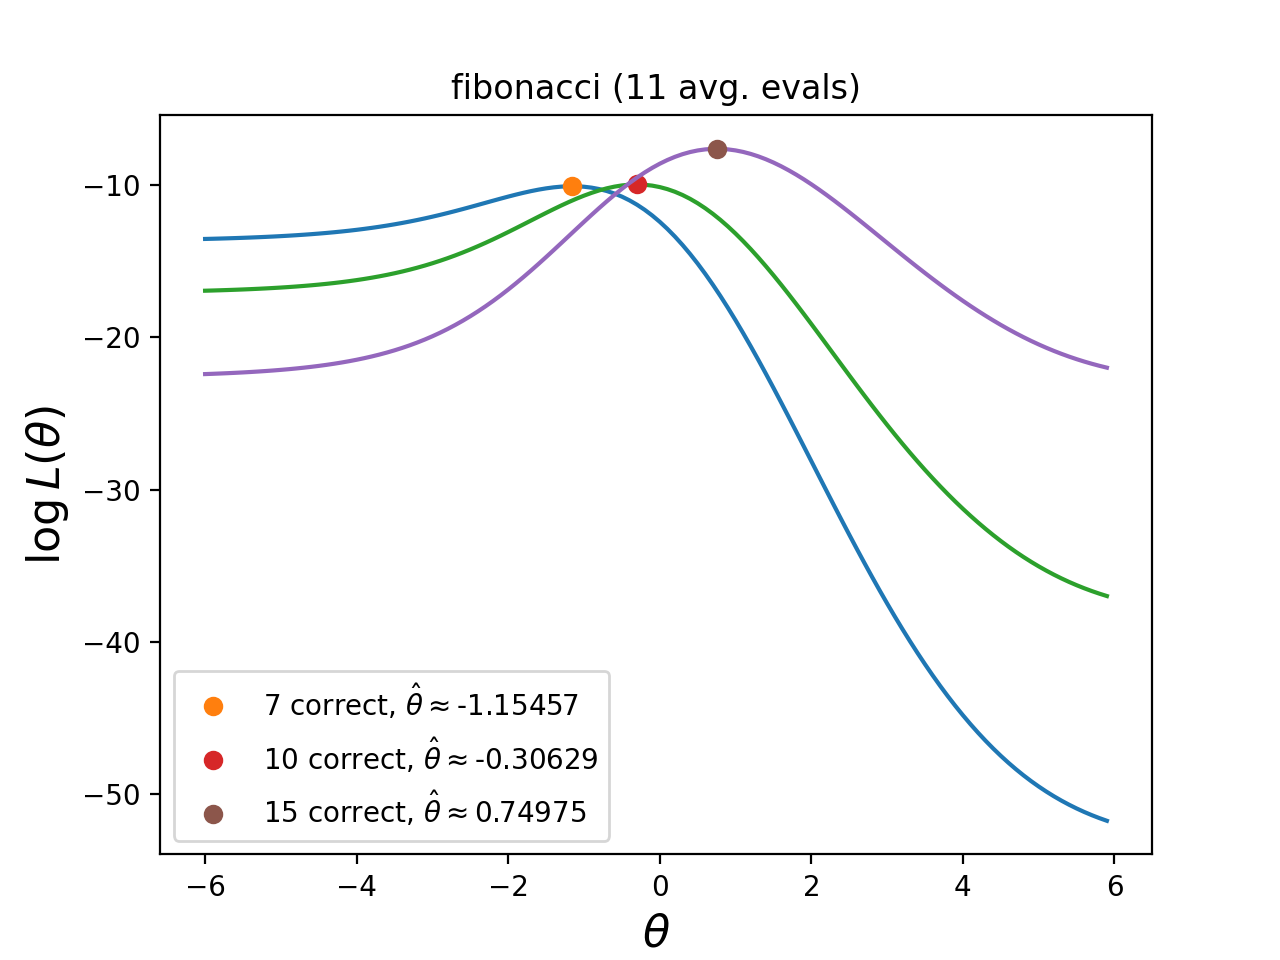 fibonacci (11 avg. evals)
log L(θ)
−10
−20
−30
−40
−50
7 correct, θ̂ ≈ -1.15457
10 correct, θ̂ ≈ -0.30629
15 correct, θ̂ ≈ 0.74975
−6 −4 −2 0 2 4 6
θ